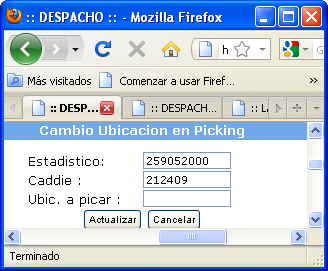 :: DESPACHO :: - Mozilla Firefox
h
Más visitados Comenzar a usar Firef...
:: DESP... :: DESPACH... :: LA
Cambio Ubicacion en Picking
Estadistico: 259052000
Caddie : 212409
Ubic. a picar :
Actualizar Cancelar
Terminado